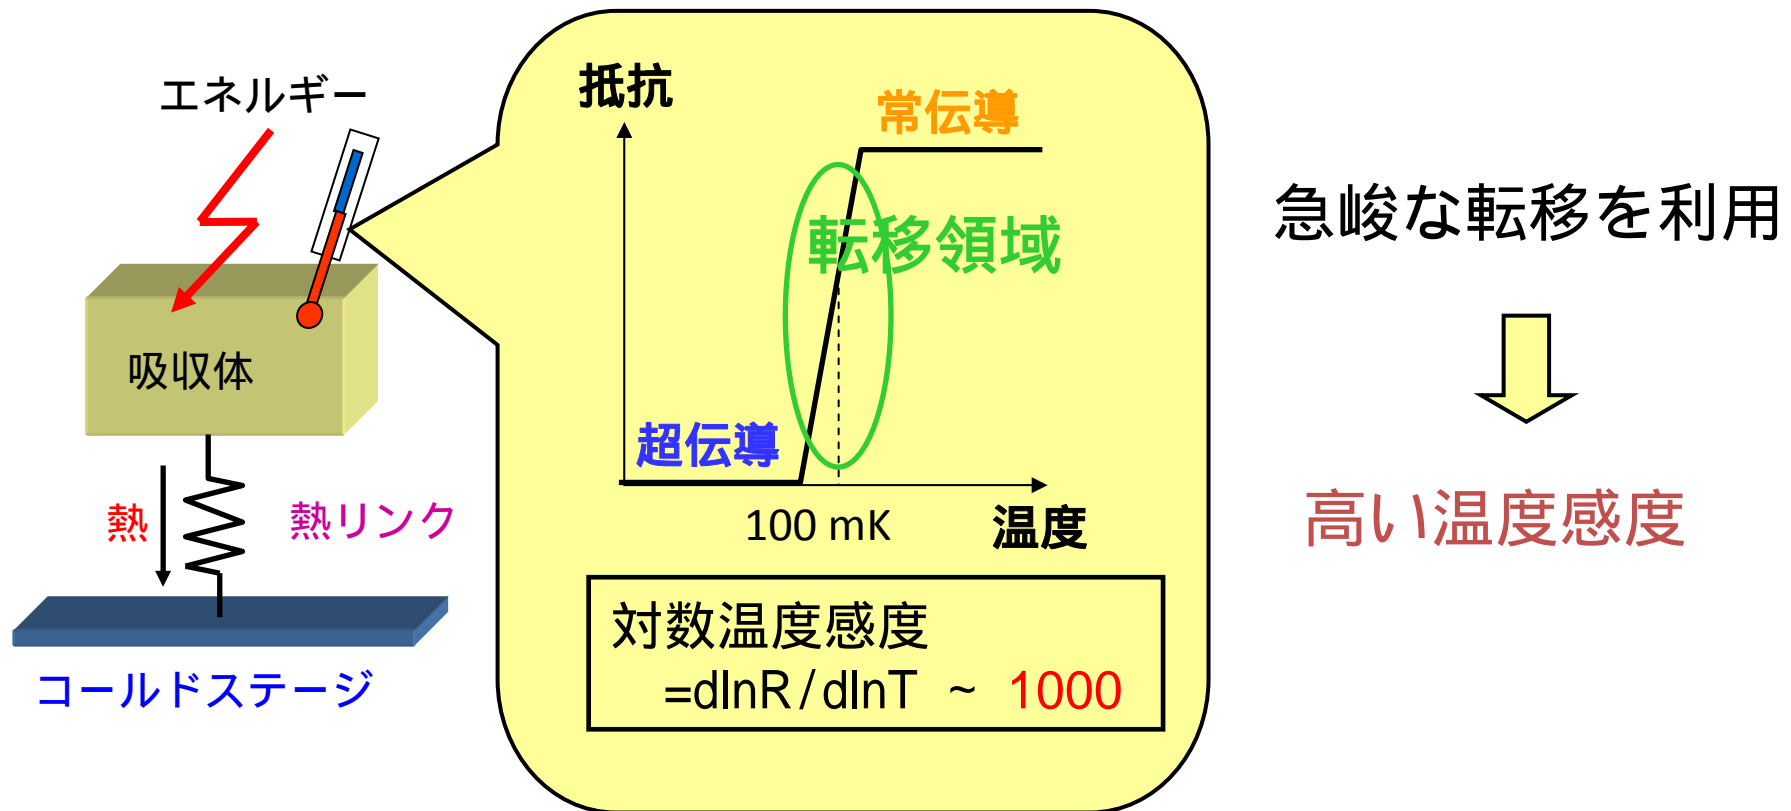 エネルギー
吸収体
熱
熱リンク
コールドステージ
抵抗
常伝導
転移領域
超伝導
100 mK
温度
対数温度感度
=dlnR/dlnT ~ 1000
急峻な転移を利用
高い温度感度